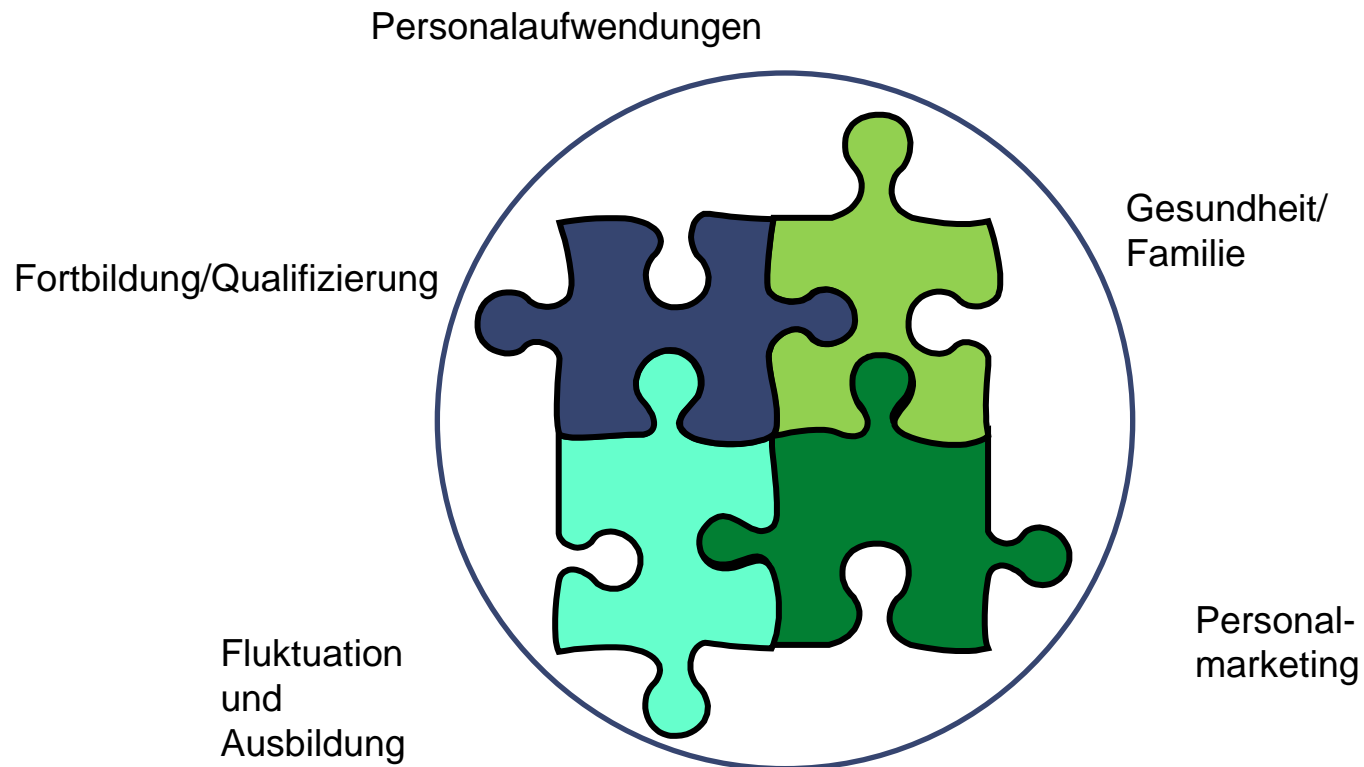 Personalaufwendungen
Gesundheit/
Familie
Fortbildung/Qualifizierung
Fluktuation
und
Ausbildung
Personal-
marketing